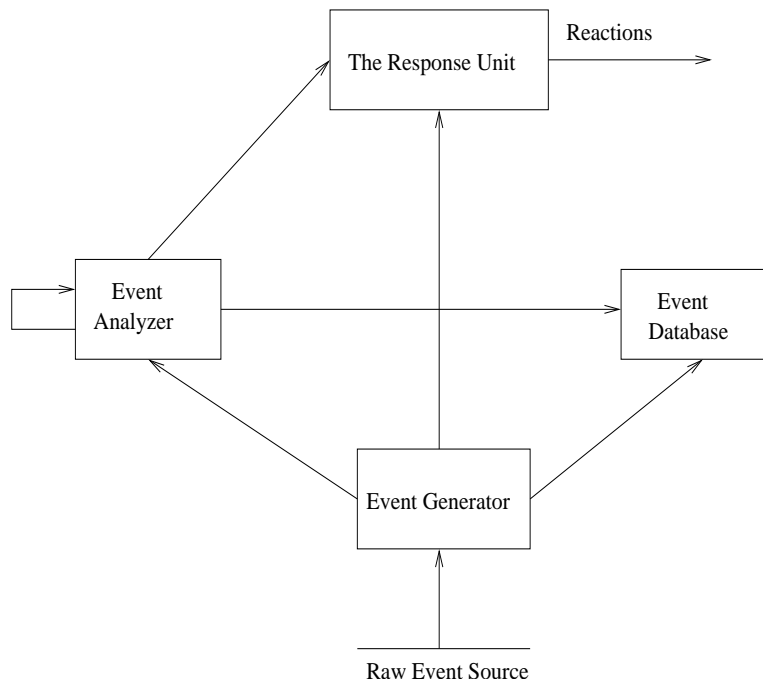 Reactions
The Response Unit
Event
Analyzer
Event
Database
Event Generator
Raw Event Source